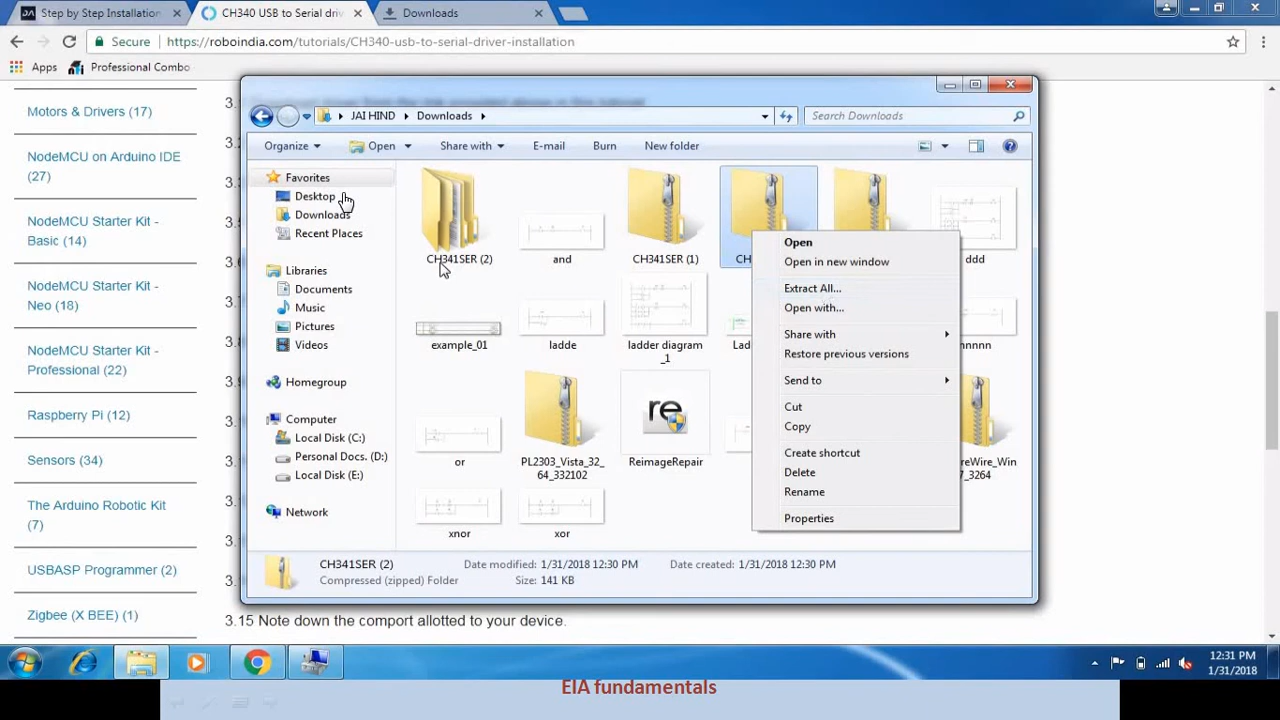 Step by Step Installation
CH340 USB to Serial driv
Downloads
Secure
https://roboindia.com/tutorials/CH340-usb-to-serial-driver-installation
Apps
Professional Combo
Motors & Drivers (17)
NodeMCU on Arduino IDE
(27)
NodeMCU Starter Kit -
Basic (14)
NodeMCU Starter Kit -
Neo (18)
NodeMCU Starter Kit -
Professional (22)
Raspberry Pi (12)
Sensors (34)
The Arduino Robotic Kit
(7)
USBASP Programmer (2)
Zigbee (X BEE) (1)
JAI HIND
Downloads
Search Downloads
Organize
Open
Share with
E-mail
Burn
New folder
Favorites
Desktop
Downloads
Recent Places
Libraries
Documents
Music
Pictures
Videos
Homegroup
Computer
Local Disk (C:)
Personal Docs. (D:)
Local Disk (E:)
Network
CH341SER (2)
and
CH341SER (1)
CH
ddd
example_01
ladde
ladder diagram
_1
Lad
nnnnn
or
PL2303_Vista_32_
64_332102
ReimageRepair
reWire_Win
7_3264
xnor
xor
Open
Open in new window
Extract All...
Open with...
Share with
Restore previous versions
Send to
Cut
Copy
Create shortcut
Delete
Rename
Properties
CH341SER (2)
Date modified: 1/31/2018 12:30 PM
Date created: 1/31/2018 12:30 PM
Compressed (zipped) Folder
Size: 141 KB
3.15 Note down the comport allotted to your device.
12:31 PM
1/31/2018
EIA fundamentals